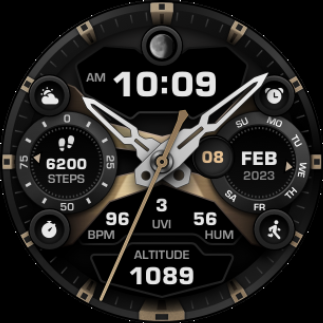 AM 10:09
0
25
50
75
6200
STEPS
08
FEB
2023
SU MO TU WE TH FR SA
96
BPM
3
UVI
56
HUM
ALTITUDE
1089